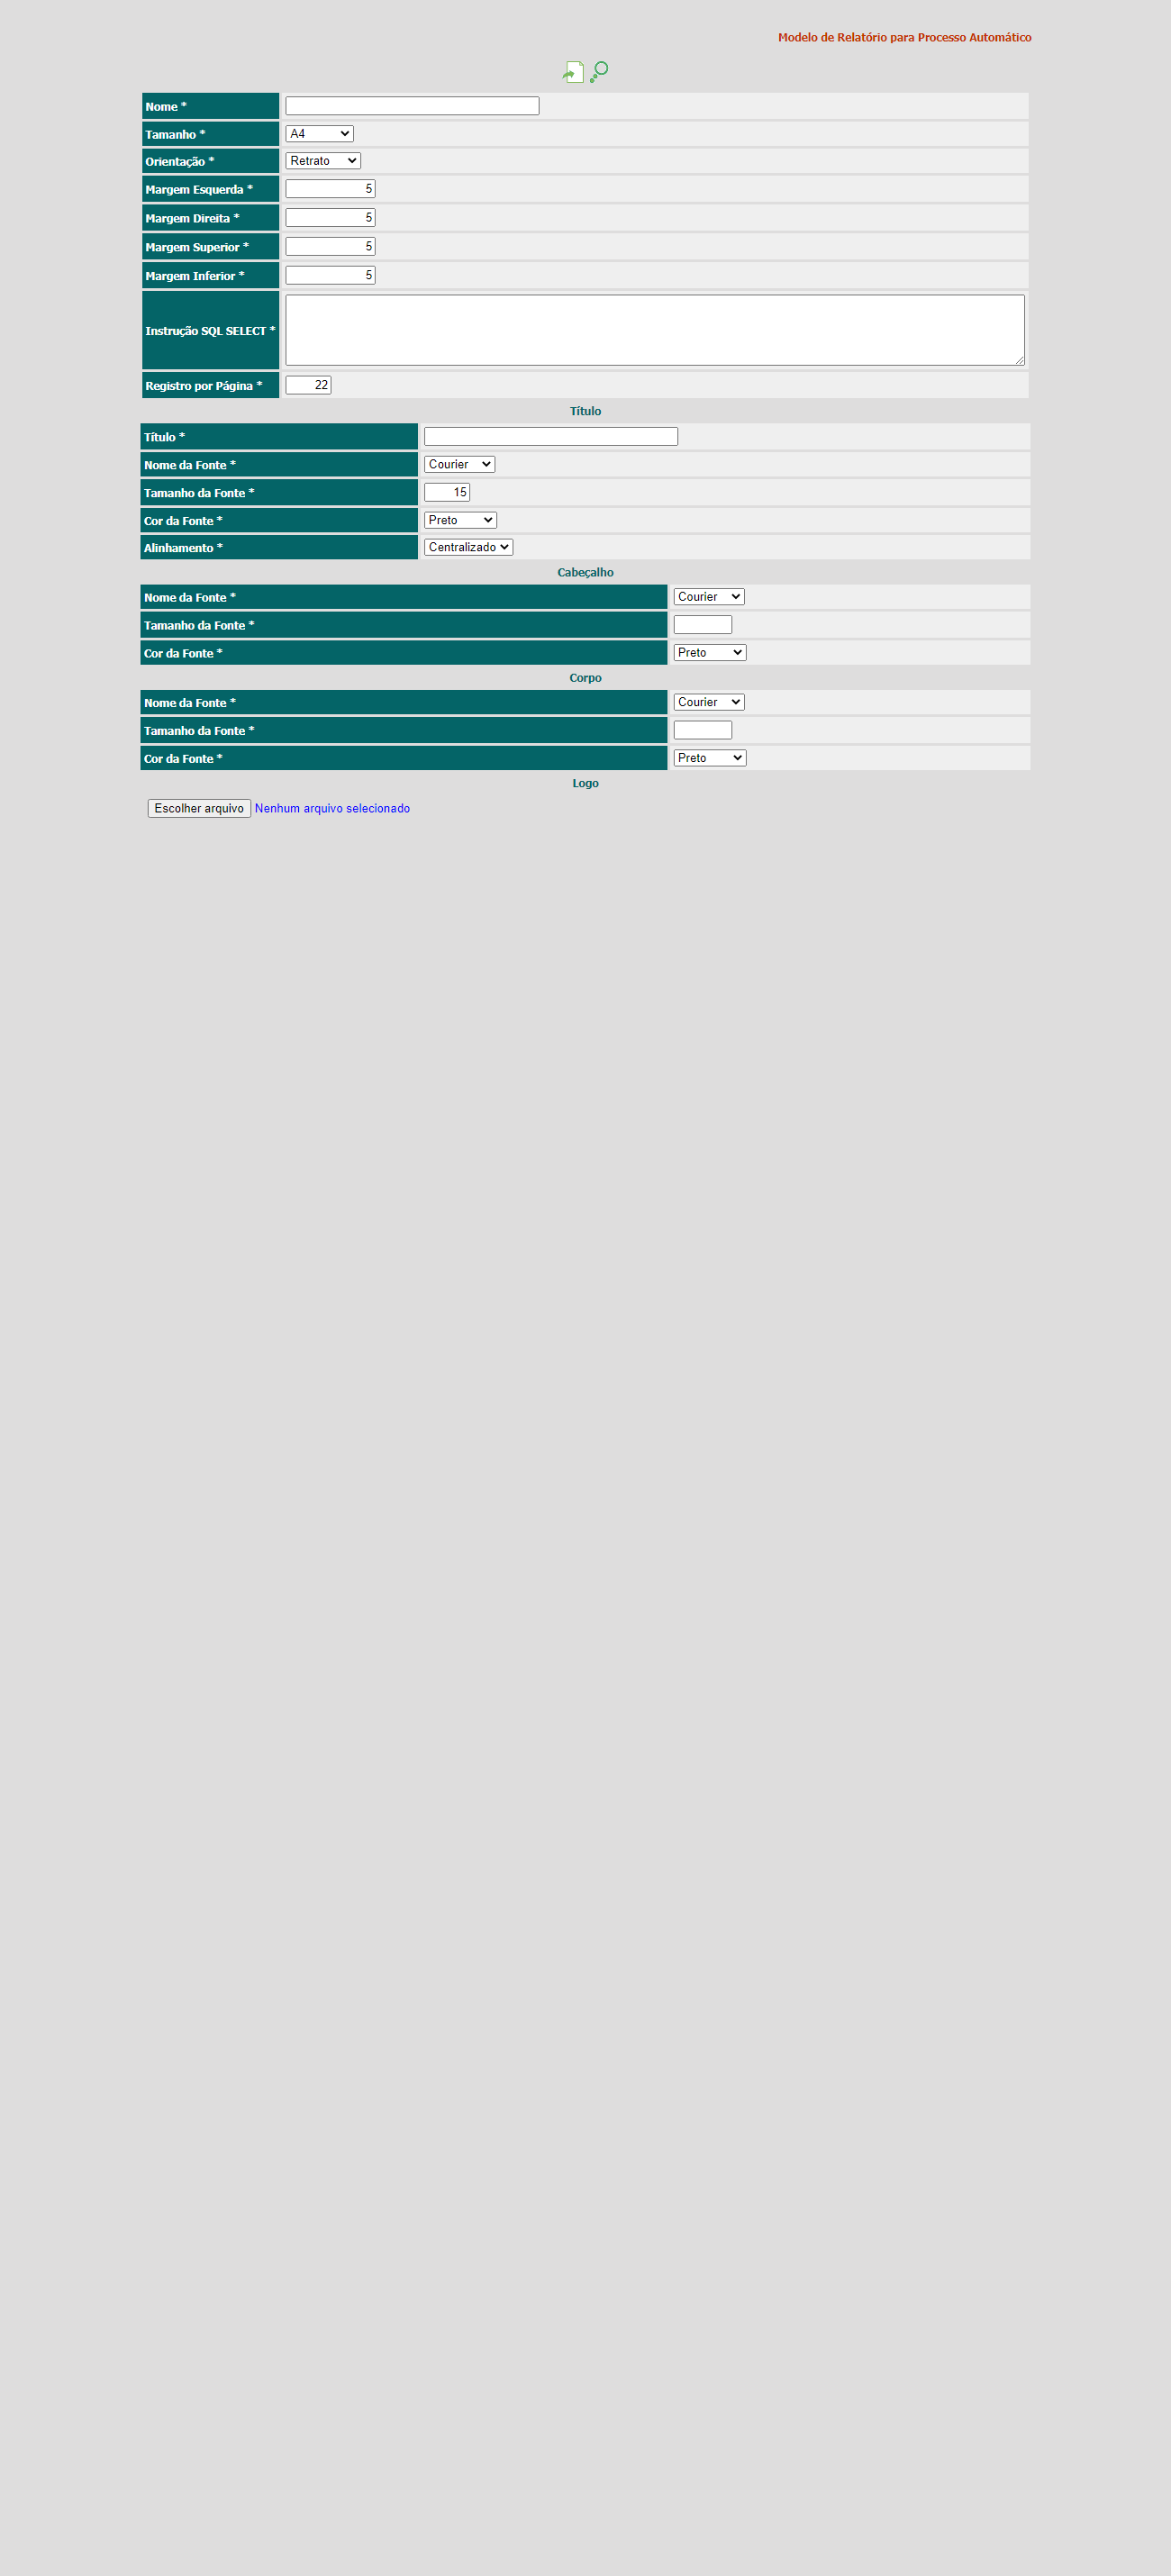 Modelo de Relatório para Processo Automático
Nome *
Tamanho * A4
Orientação * Retrato
Margem Esquerda * 5
Margem Direita * 5
Margem Superior * 5
Margem Inferior * 5
Instrução SQL SELECT *
Registro por Página * 22
Título
Título *
Nome da Fonte * Courier
Tamanho da Fonte * 15
Cor da Fonte * Preto
Alinhamento * Centralizado
Cabeçalho
Nome da Fonte * Courier
Tamanho da Fonte *
Cor da Fonte * Preto
Corpo
Nome da Fonte * Courier
Tamanho da Fonte *
Cor da Fonte * Preto
Logo
Escolher arquivo Nenhum arquivo selecionado